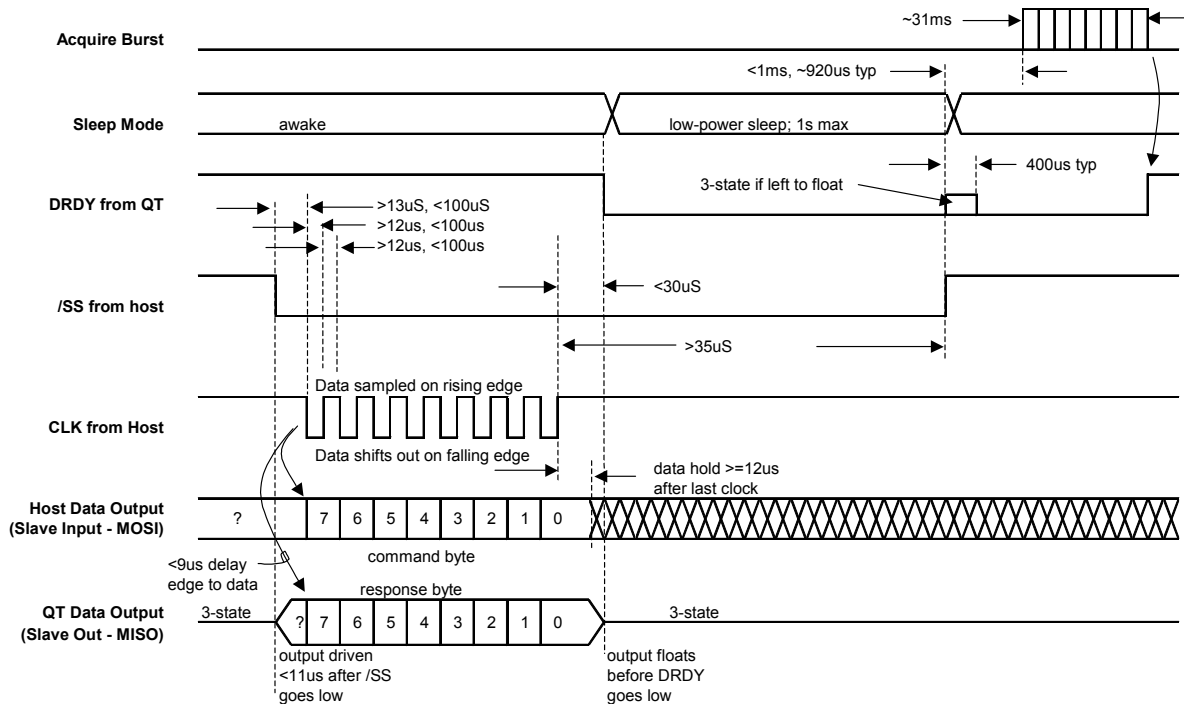 ~31ms
Acquire Burst
<1ms, ~920us typ
Sleep Mode
awake
low-power sleep; 1s max
400us typ
3-state if left to float
DRDY from QT
>13uS, <100uS
>12us, <100us
>12us, <100us
/SS from host
<30uS
>35uS
Data sampled on rising edge
CLK from Host
Data shifts out on falling edge
data hold >=12us
after last clock
Host Data Output
(Slave Input - MOSI)
? 7 6 5 4 3 2 1 0
command byte
<9us delay
edge to data
response byte
QT Data Output
(Slave Out - MISO)
3-state
? 7 6 5 4 3 2 1 0
3-state
output driven
<11us after /SS
goes low
output floats
before DRDY
goes low